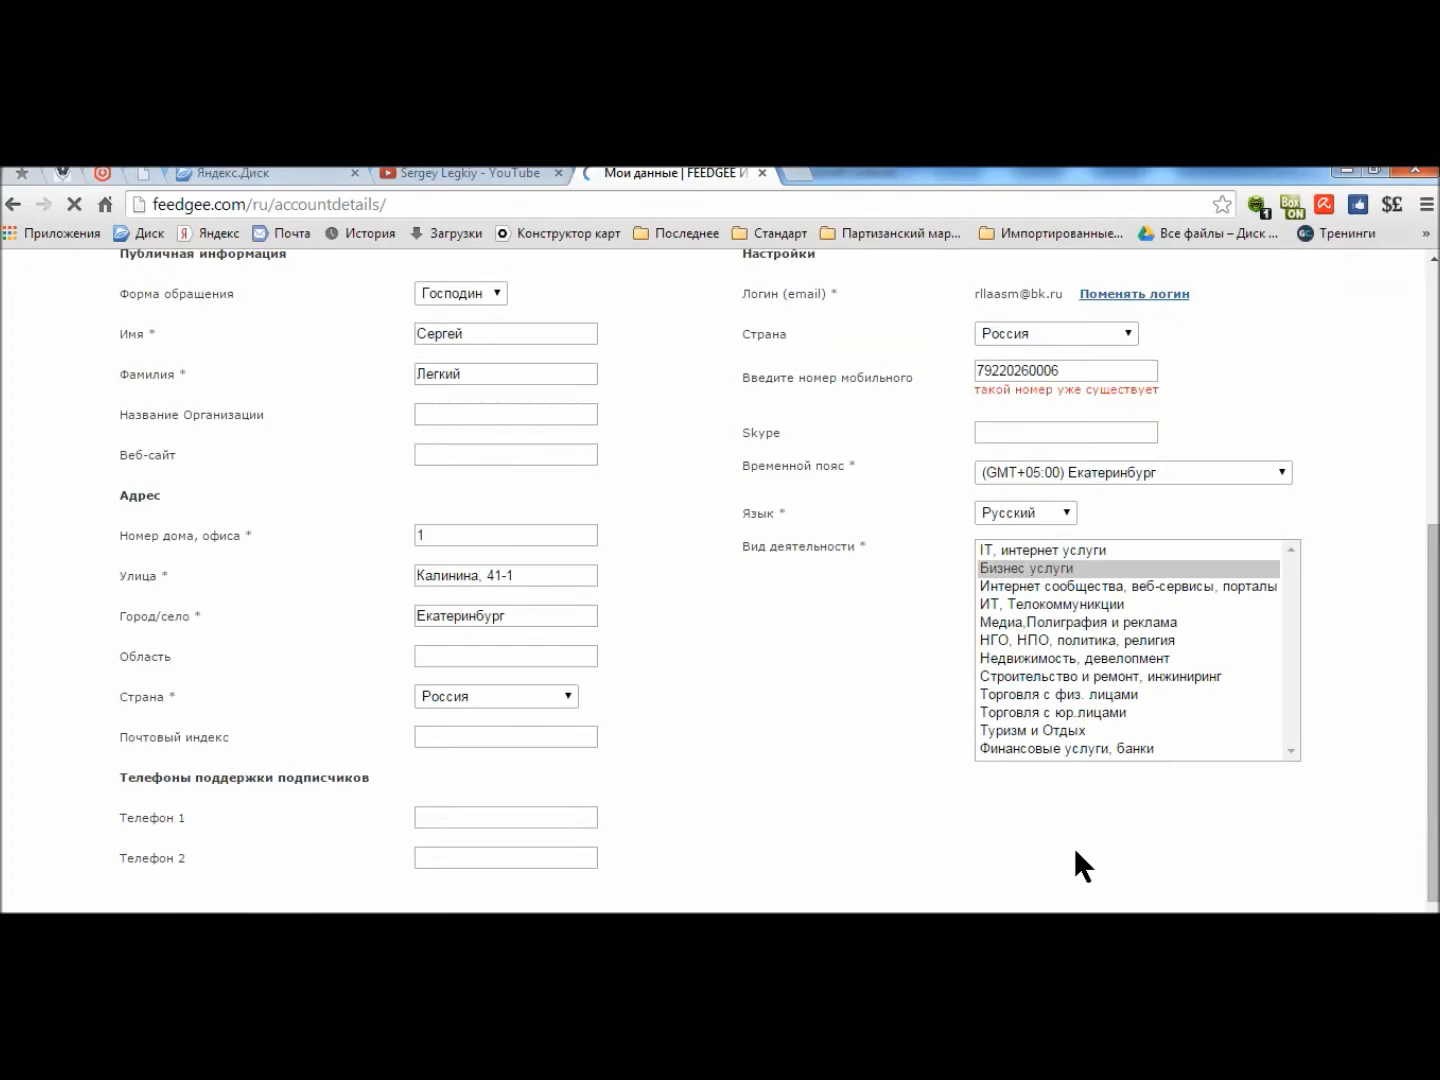 Яндекс.Диск
Sergey Legkiy - YouTube
Мои данные | FEEDGEE И
feedgee.com/ru/accountdetails/
1
Box
ON
$£
Приложения
Диск
Яндекс
Почта
История
Загрузки
Конструктор карт
Последнее
Стандарт
Партизанский мар...
Импортированные...
Все файлы – Диск ...
GC
Тренинги
»
Публичная информация
Форма обращения
Господин
Имя *
Сергей
Фамилия *
Легкий
Название Организации
Веб-сайт
Адрес
Номер дома, офиса *
1
Улица *
Калинина, 41-1
Город/село *
Екатеринбург
Область
Страна *
Россия
Почтовый индекс
Телефоны поддержки подписчиков
Телефон 1
Телефон 2
Настройки
Логин (email) *
rllaasm@bk.ru Поменять логин
Страна
Россия
Введите номер мобильного
79220260006
такой номер уже существует
Skype
Временной пояс *
(GMT+05:00) Екатеринбург
Язык *
Русский
Вид деятельности *
IT, интернет услуги
Бизнес услуги
Интернет сообщества, веб-сервисы, порталы
ИТ, Телокоммуникции
Медиа,Полиграфия и реклама
НГО, НПО, политика, религия
Недвижимость, девелопмент
Строительство и ремонт, инжиниринг
Торговля с физ. лицами
Торговля с юр.лицами
Туризм и Отдых
Финансовые услуги, банки